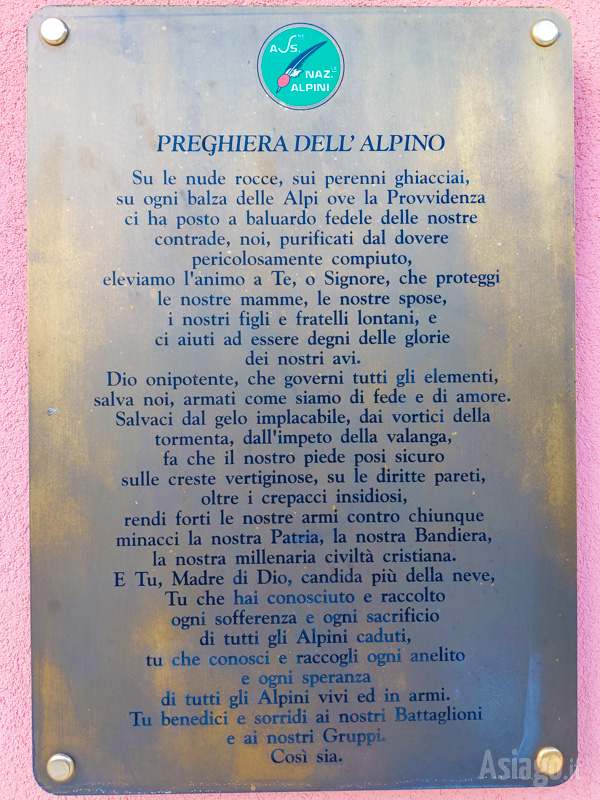 ASS. NAZ.LE
ALPINI
PREGHIERA DELL' ALPINO
Su le nude rocce, sui perenni ghiacciai,
su ogni balza delle Alpi ove la Provvidenza
ci ha posto a baluardo fedele delle nostre
contrade, noi, purificati dal dovere
pericolosamente compiuto,
eleviamo l'animo a Te, o Signore, che proteggi
le nostre mamme, le nostre spose,
i nostri figli e fratelli lontani, e
ci aiuti ad essere degni delle glorie
dei nostri avi.
Dio onipotente, che governi tutti gli elementi,
salva noi, armati come siamo di fede e di amore.
Salvaci dal gelo implacabile, dai vortici della
tormenta, dall'impeto della valanga,
fa che il nostro piede posi sicuro
sulle creste vertiginose, su le diritte pareti,
oltre i crepacci insidiosi,
rendi forti le nostre armi contro chiunque
minacci la nostra Patria, la nostra Bandiera,
la nostra millenaria civiltà cristiana.
E Tu, Madre di Dio, candida più della neve,
Tu che hai conosciuto e raccolto
ogni sofferenza e ogni sacrificio
di tutti gli Alpini caduti,
tu che conosci e raccogli ogni anelito
e ogni speranza
di tutti gli Alpini vivi ed in armi.
Tu benedici e sorridi ai nostri Battaglioni
e ai nostri Gruppi.
Così sia.
Asiago.it